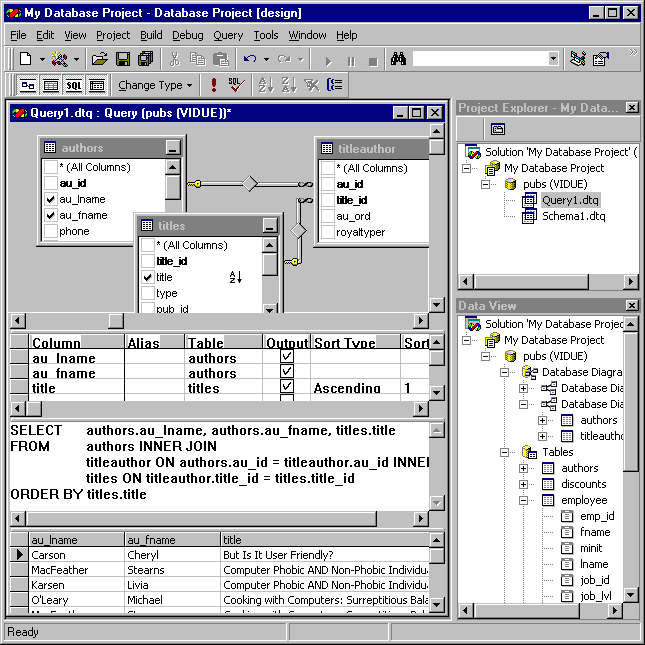 My Database Project - Database Project [design]
File Edit View Project Build Debug Query Tools Window Help
SQL Change Type SQL
Query1.dtq : Query (pubs (VIDUE))*
authors
* (All Columns)
au_id
au_lname
au_fname
phone
titleauthor
* (All Columns)
au_id
title_id
au_ord
royaltyper
titles
* (All Columns)
title_id
title
type
pub_id
Column Alias Table Output Sort Type Sort
au_lname authors
au_fname authors
title titles Ascending 1
SELECT authors.au_lname, authors.au_fname, titles.title
FROM authors INNER JOIN
titleauthor ON authors.au_id = titleauthor.au_id INNE
titles ON titleauthor.title_id = titles.title_id
ORDER BY titles.title
au_lname au_fname title
Carson Cheryl But Is It User Friendly?
MacFeather Stearns Computer Phobic AND Non-Phobic Individua
Karsen Livia Computer Phobic AND Non-Phobic Individua
O'Leary Michael Cooking with Computers: Surreptitious Bala
Project Explorer - My Data...
Solution 'My Database Project' (
My Database Project
pubs (VIDUE)
Query1.dtq
Schema1.dtq
Data View
Solution 'My Database Project
My Database Project
pubs (VIDUE)
Database Diagra
Database Dia
Database Dia
authors
titleautho
Tables
authors
discounts
employee
emp_id
fname
minit
lname
job_id
job_lvl
Ready